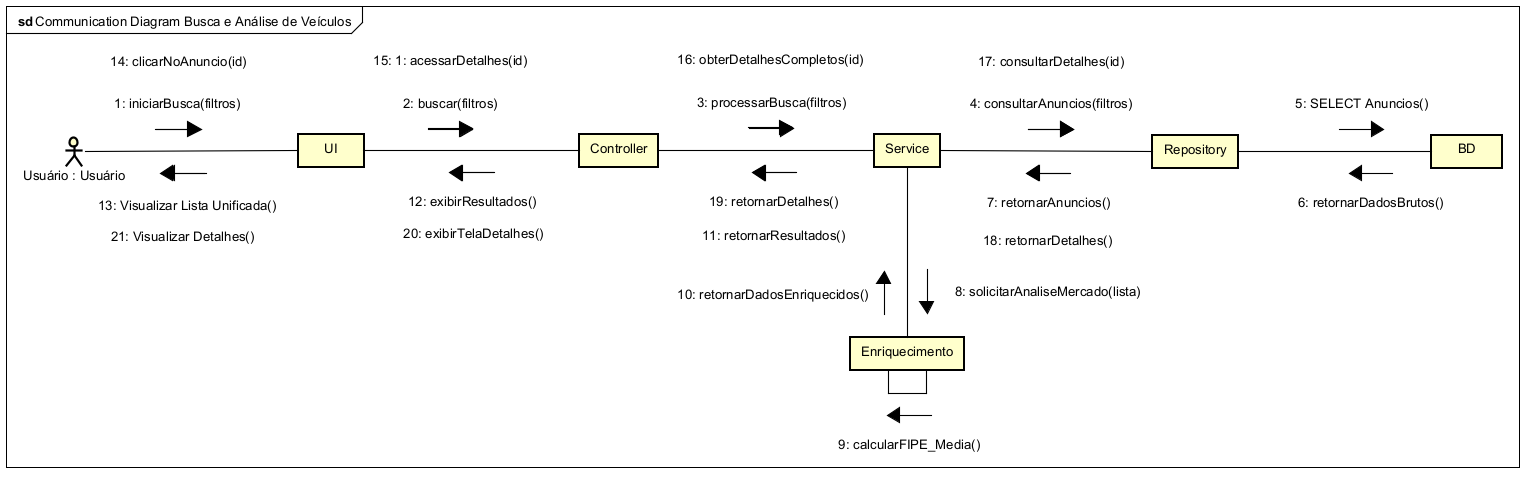 sd Communication Diagram Busca e Análise de Veículos
14: clicarNoAnuncio(id)
15: 1: acessarDetalhes(id)
16: obterDetalhesCompletos(id)
17: consultarDetalhes(id)
1: iniciarBusca(filtros)
2: buscar(filtros)
3: processarBusca(filtros)
4: consultarAnuncios(filtros)
5: SELECT Anuncios()
UI
Controller
Service
Repository
BD
Usuário : Usuário
13: Visualizar Lista Unificada()
12: exibirResultados()
19: retornarDetalhes()
7: retornarAnuncios()
6: retornarDadosBrutos()
21: Visualizar Detalhes()
20: exibirTelaDetalhes()
11: retornarResultados()
18: retornarDetalhes()
10: retornarDadosEnriquecidos()
8: solicitarAnaliseMercado(lista)
Enriquecimento
9: calcularFIPE_Media()